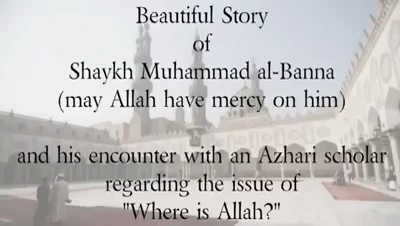 Beautiful Story
of
Shaykh Muhammad al-Banna
(may Allah have mercy on him)
and his encounter with an Azhari scholar
regarding the issue of
"Where is Allah?"